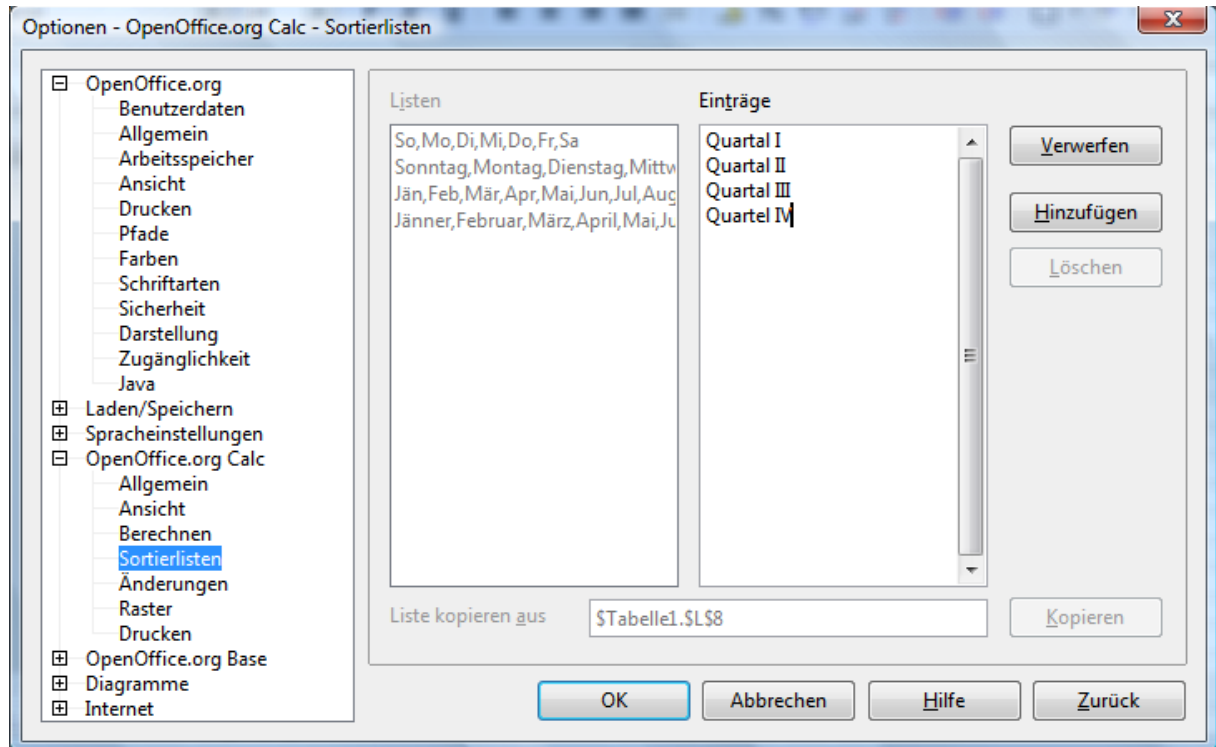 Optionen - OpenOffice.org Calc - Sortierlisten
OpenOffice.org
Benutzerdaten
Allgemein
Arbeitsspeicher
Ansicht
Drucken
Pfade
Farben
Schriftarten
Sicherheit
Darstellung
Zugänglichkeit
Java
Laden/Speichern
Spracheinstellungen
OpenOffice.org Calc
Allgemein
Ansicht
Berechnen
Sortierlisten
Änderungen
Raster
Drucken
OpenOffice.org Base
Diagramme
Internet
Listen
So,Mo,Di,Mi,Do,Fr,Sa
Sonntag,Montag,Dienstag,Mittw
Jän,Feb,Mär,Apr,Mai,Jun,Jul,Aug
Jänner,Februar,März,April,Mai,Ju
Einträge
Quartal I
Quartal II
Quartal III
Quartel IV
Verwerfen
Hinzufügen
Löschen
Liste kopieren aus
$Tabelle1.$L$8
Kopieren
OK
Abbrechen
Hilfe
Zurück